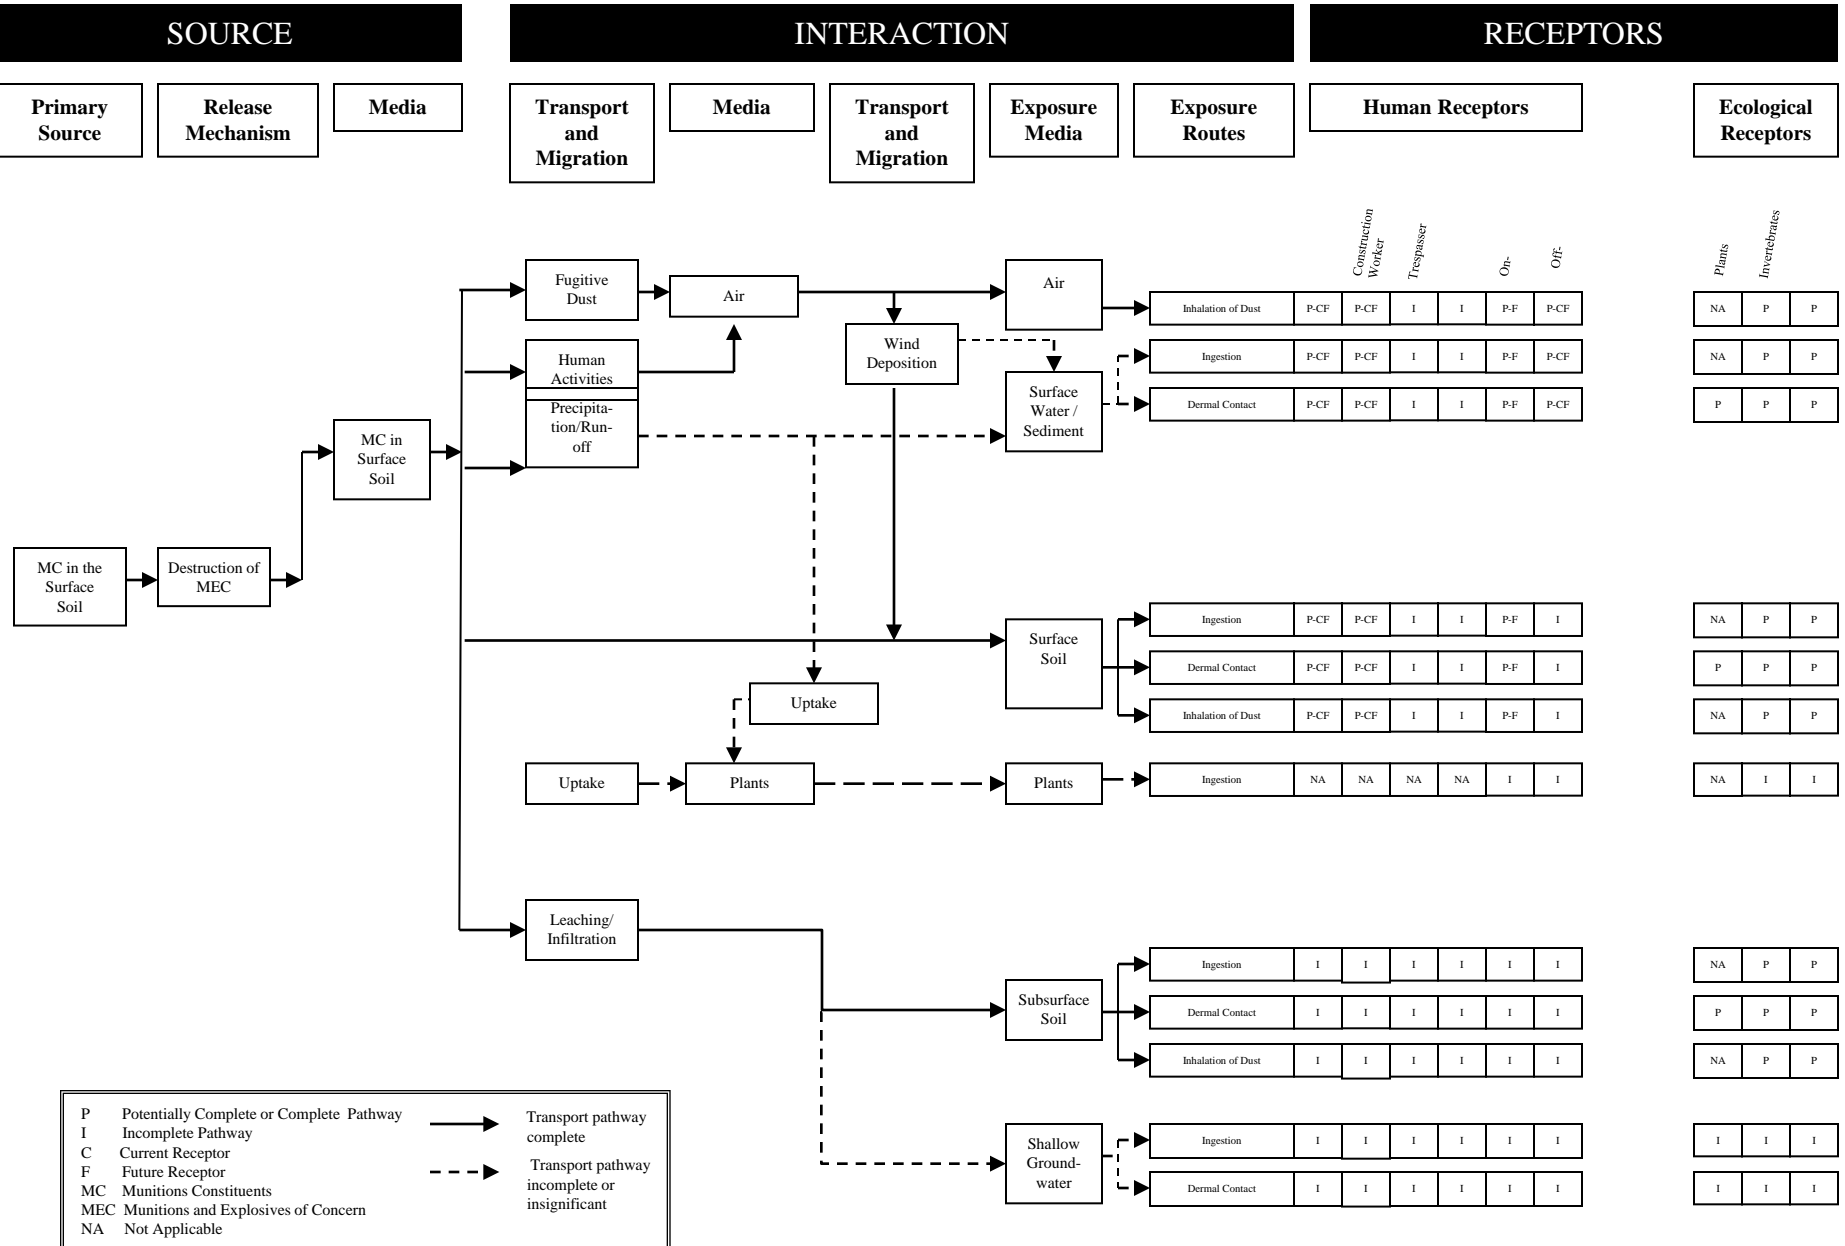 SOURCE
INTERACTION
RECEPTORS
Primary
Source
Release
Mechanism
Media
Transport
and
Migration
Media
Transport
and
Migration
Exposure
Media
Exposure
Routes
Human Receptors
Ecological
Receptors
Construction
Worker
Trespasser
On-
Off-
Plants
Invertebrates
Fugitive
Dust
Air
Air
Inhalation of Dust P-CF P-CF I I P-F P-CF NA P P
Human
Activities
Wind
Deposition
Ingestion P-CF P-CF I I P-F P-CF NA P P
Precipita-
tion/Run-
off
Surface
Water /
Sediment
Dermal Contact P-CF P-CF I I P-F P-CF P P P
MC in
Surface
Soil
MC in the
Surface
Soil
Destruction of
MEC
Surface
Soil
Ingestion P-CF P-CF I I P-F I NA P P
Dermal Contact P-CF P-CF I I P-F I P P P
Inhalation of Dust P-CF P-CF I I P-F I NA P P
Uptake
Uptake
Plants
Plants
Ingestion NA NA NA NA I I NA I I
Leaching/
Infiltration
Subsurface
Soil
Ingestion I I I I I I NA P P
Dermal Contact I I I I I I P P P
Inhalation of Dust I I I I I I NA P P
Shallow
Ground-
water
Ingestion I I I I I I I I I
Dermal Contact I I I I I I I I I
P Potentially Complete or Complete Pathway
I Incomplete Pathway
C Current Receptor
F Future Receptor
MC Munitions Constituents
MEC Munitions and Explosives of Concern
NA Not Applicable
Transport pathway
complete
Transport pathway
incomplete or
insignificant